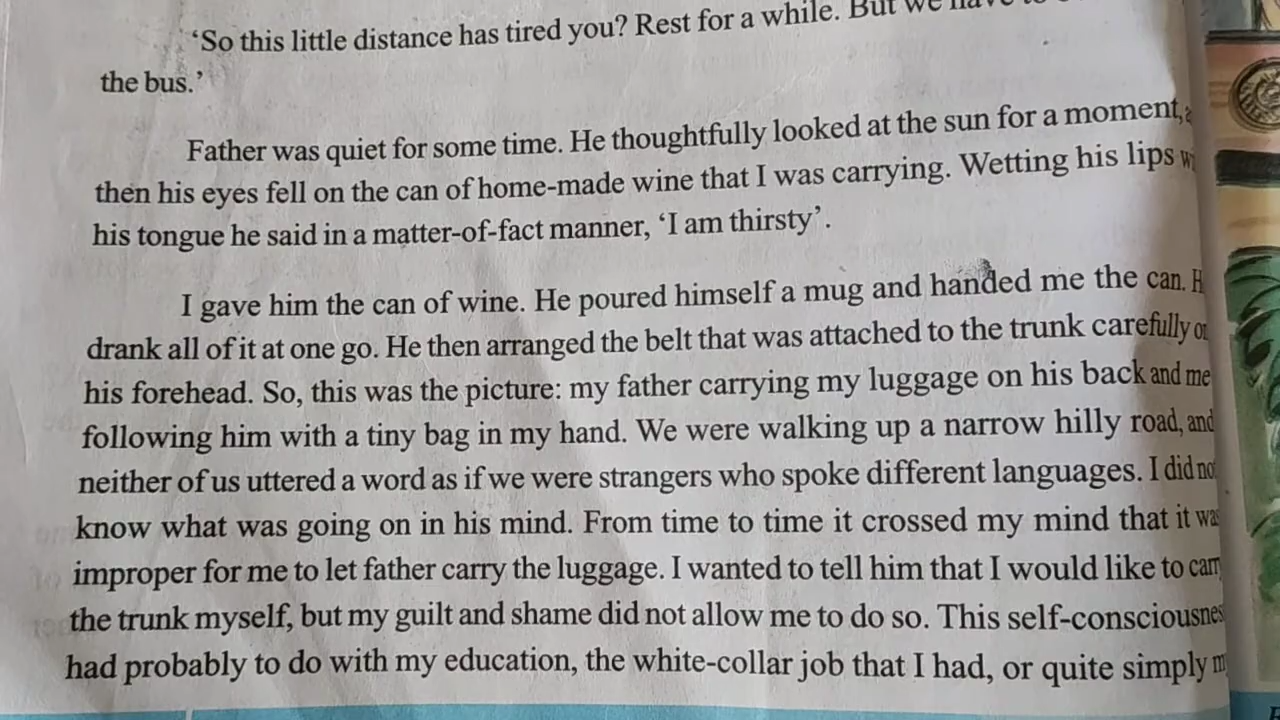 ‘So this little distance has tired you? Rest for a while. But we have to
the bus.’
Father was quiet for some time. He thoughtfully looked at the sun for a moment,
then his eyes fell on the can of home-made wine that I was carrying. Wetting his lips
his tongue he said in a matter-of-fact manner, ‘I am thirsty’.
I gave him the can of wine. He poured himself a mug and handed me the can. H
drank all of it at one go. He then arranged the belt that was attached to the trunk carefully
his forehead. So, this was the picture: my father carrying my luggage on his back and me
following him with a tiny bag in my hand. We were walking up a narrow hilly road, and
neither of us uttered a word as if we were strangers who spoke different languages. I did no
know what was going on in his mind. From time to time it crossed my mind that it wa
improper for me to let father carry the luggage. I wanted to tell him that I would like to carr
the trunk myself, but my guilt and shame did not allow me to do so. This self-consciousnes
had probably to do with my education, the white-collar job that I had, or quite simply m